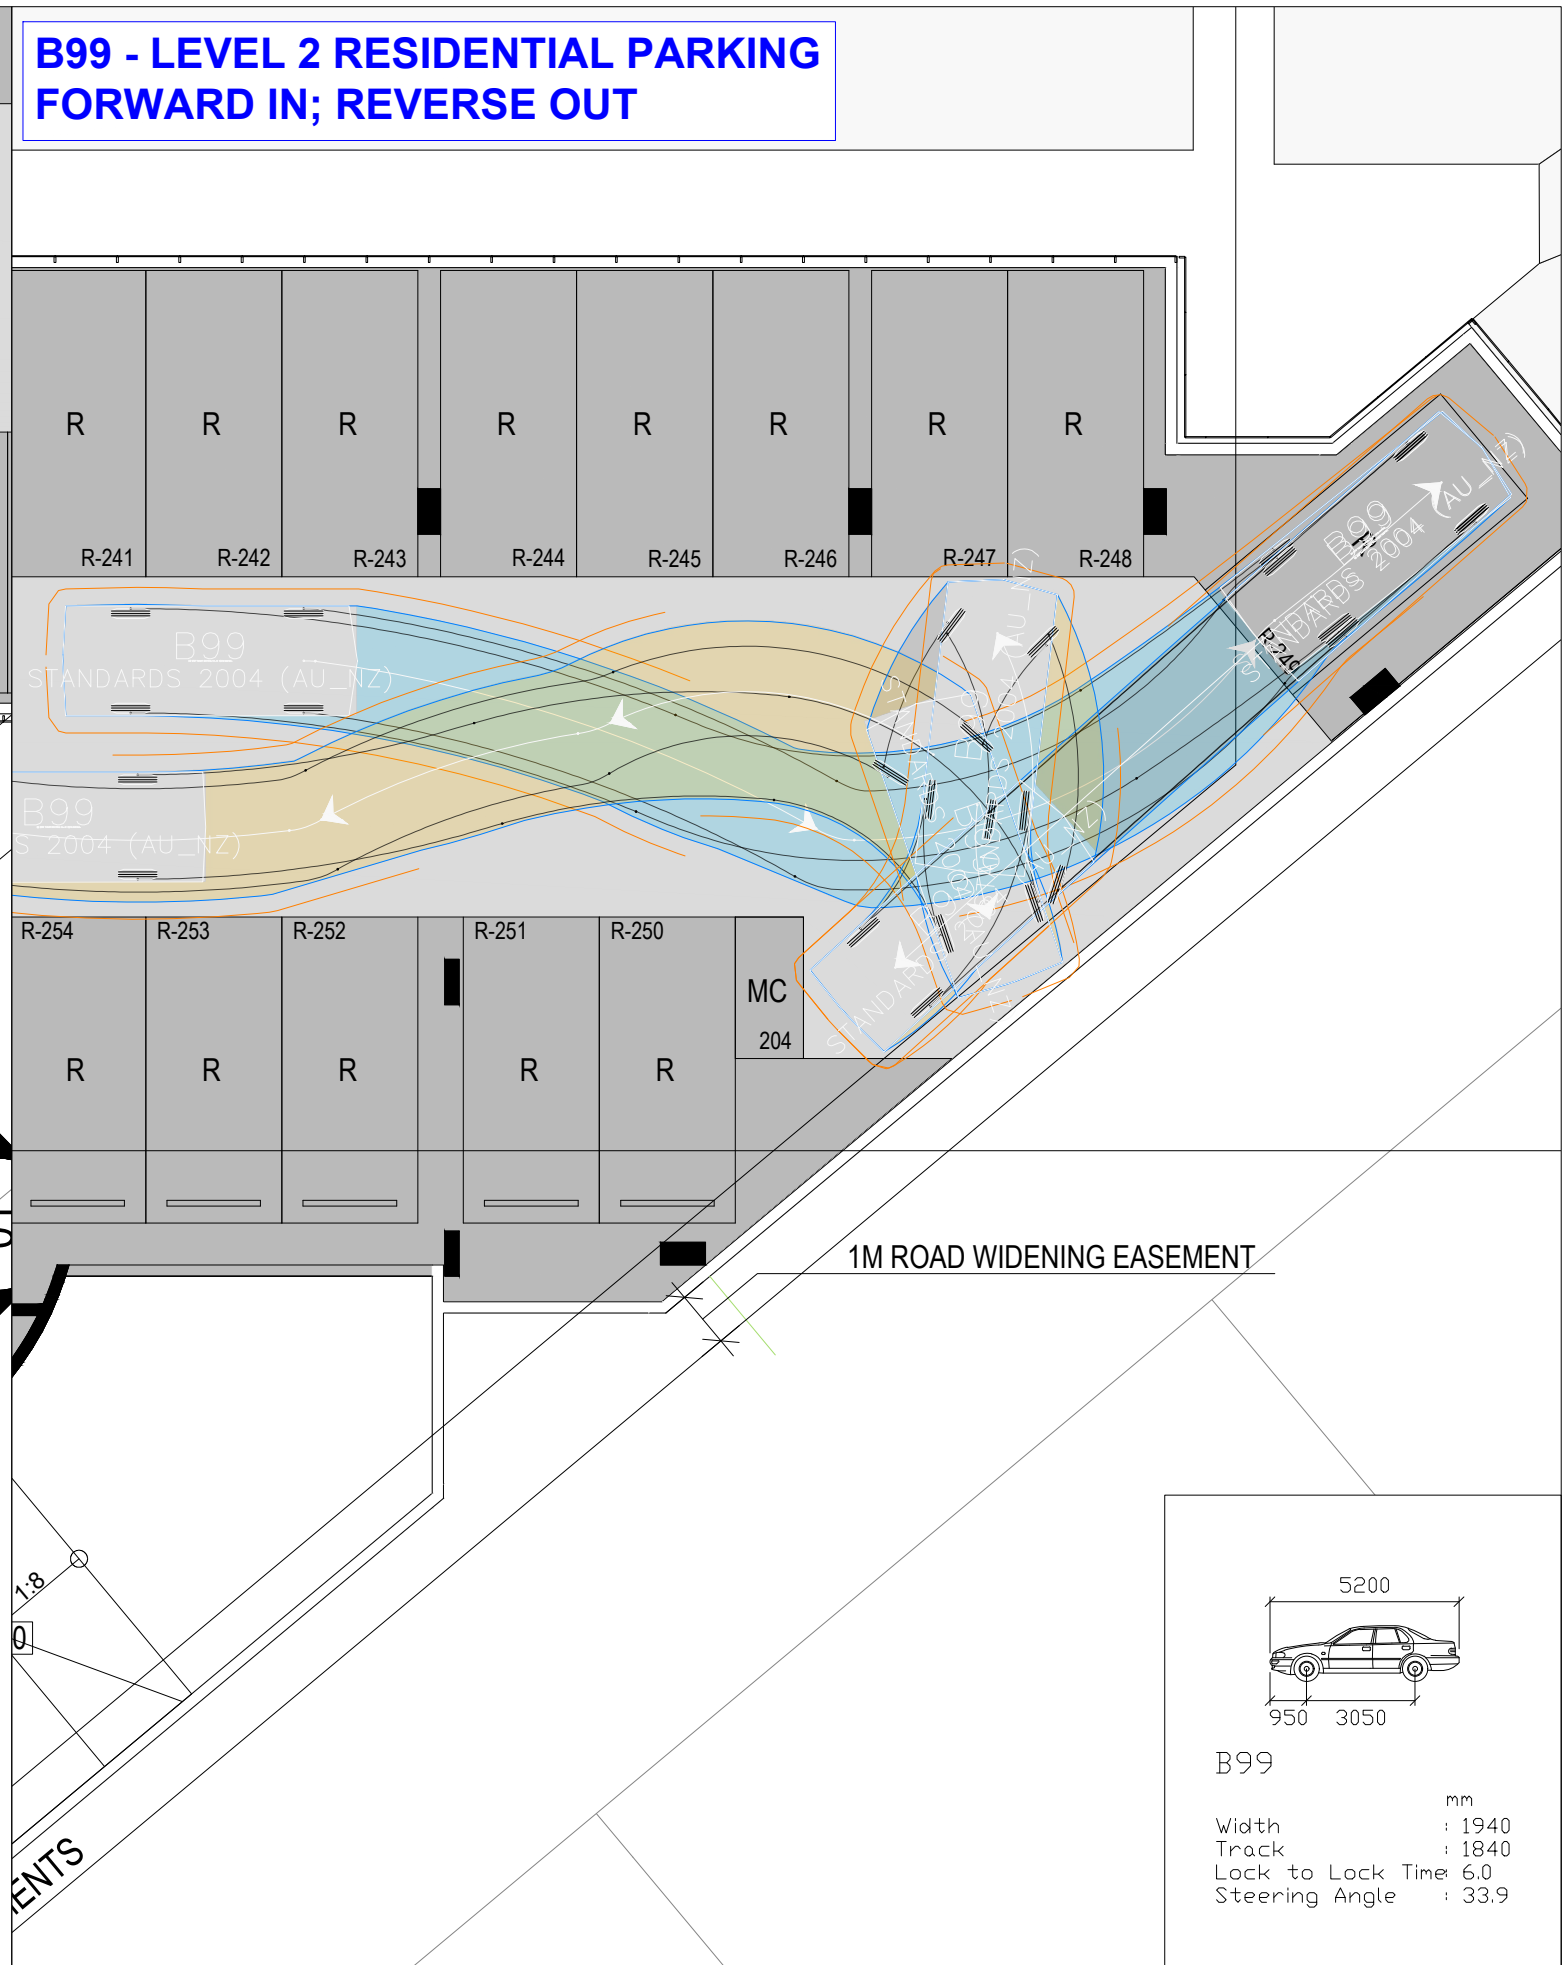 B99 - LEVEL 2 RESIDENTIAL PARKING
FORWARD IN; REVERSE OUT
R
R
R
R
R
R
R
R
R-241
R-242
R-243
R-244
R-245
R-246
R-247
R-248
B99
STANDARDS 2004 (AU_NZ)
B99
STANDARDS 2004 (AU_NZ)
R-249
B99
S 2004 (AU_NZ)
R-254
R-253
R-252
R-251
R-250
MC
204
R
R
R
R
R
1M ROAD WIDENING EASEMENT
1:8
0
ENTS
5200
950
3050
B99
mm
Width : 1940
Track : 1840
Lock to Lock Time : 6.0
Steering Angle : 33.9